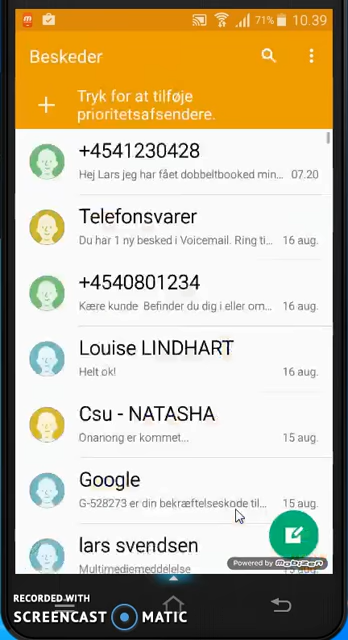 71% 10.39
Beskeder
Tryk for at tilføje
prioritetsafsendere.
+4541230428
Hej Lars jeg har fået dobbeltbooked min... 07.20
Telefonsvarer
Du har 1 ny besked i Voicemail. Ring ti... 16 aug.
+4540801234
Kære kunde Befinder du dig i eller om... 16 aug.
Louise LINDHART
Helt ok! 16 aug.
Csu - NATASHA
Onanong er kommet... 15 aug.
Google
G-528273 er din bekræftelseskode til... 15 aug.
lars svendsen
Multimediemeddelelse 15 aug.
Powered by mobizen
RECORDED WITH
SCREENCAST MATIC